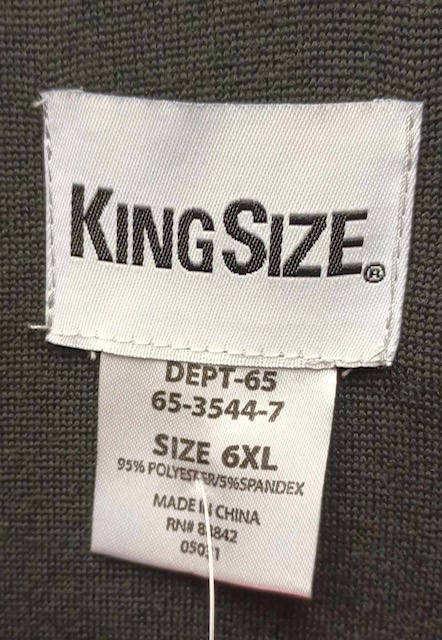 KINGSIZE®
DEPT-65
65-3544-7
SIZE 6XL
95% POLYESTER/5%SPANDEX
MADE IN CHINA
RN#